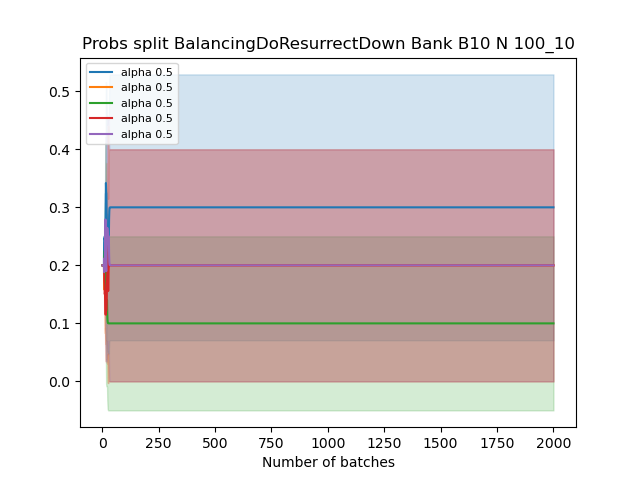 Probs split BalancingDoResurrectDown Bank B10 N 100_10
alpha 0.5
alpha 0.5
alpha 0.5
alpha 0.5
alpha 0.5
0.5
0.4
0.3
0.2
0.1
0.0
0 250 500 750 1000 1250 1500 1750 2000
Number of batches